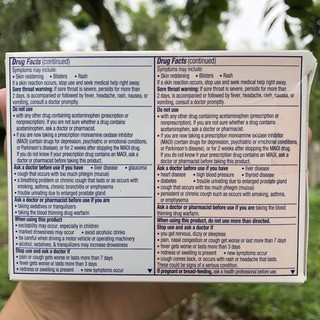 Drug Facts (continued)
Symptoms may include:
• Skin reddening • Blisters • Rash
If a skin reaction occurs, stop use and seek medical help right away.
Sore throat warning: If sore throat is severe, persists for more than
2 days, is accompanied or followed by fever, headache, rash, nausea, or
vomiting, consult a doctor promptly.
Do not use
• with any other drug containing acetaminophen (prescription or
nonprescription). If you are not sure whether a drug contains
acetaminophen, ask a doctor or pharmacist.
• if you are now taking a prescription monoamine oxidase inhibitor
(MAOI) (certain drugs for depression, psychiatric or emotional conditions,
or Parkinson's disease), or for 2 weeks after stopping the MAOI drug.
If you do not know if your prescription drug contains an MAOI, ask a
doctor or pharmacist before taking this product.
Ask a doctor before use if you have • liver disease • glaucoma
• cough that occurs with too much phlegm (mucus)
• a breathing problem or chronic cough that lasts or as occurs with
smoking, asthma, chronic bronchitis or emphysema
• trouble urinating due to enlarged prostate gland
Ask a doctor or pharmacist before use if you are
• taking sedatives or tranquilizers
• taking the blood thinning drug warfarin
When using this product
• excitability may occur, especially in children
• marked drowsiness may occur • avoid alcoholic drinks
• be careful when driving a motor vehicle or operating machinery
• alcohol, sedatives, & tranquilizers may increase drowsiness
Stop use and ask a doctor if
• pain or cough gets worse or lasts more than 7 days
• fever gets worse or lasts more than 3 days
• redness or swelling is present • new symptoms occur
Drug Facts (continued)
Symptoms may include:
• Skin reddening • Blisters • Rash
If a skin reaction occurs, stop use and seek medical help right away.
Sore throat warning: If sore throat is severe, persists for more than
2 days, is accompanied or followed by fever, headache, rash, nausea, or
vomiting, consult a doctor promptly.
Do not use
• with any other drug containing acetaminophen (prescription or
nonprescription). If you are not sure whether a drug contains
acetaminophen, ask a doctor or pharmacist.
• if you are now taking a prescription monoamine oxidase inhibitor
(MAOI) (certain drugs for depression, psychiatric or emotional conditions,
or Parkinson's disease), or for 2 weeks after stopping the MAOI drug.
If you do not know if your prescription drug contains an MAOI, ask a
doctor or pharmacist before taking this product.
Ask a doctor before use if you have • liver disease
• heart disease • high blood pressure • thyroid disease
• diabetes • trouble urinating due to enlarged prostate gland
• cough that occurs with too much phlegm (mucus)
• persistent or chronic cough such as occurs with smoking, asthma,
or emphysema
Ask a doctor or pharmacist before use if you are taking the blood
thinning drug warfarin.
When using this product, do not use more than directed.
Stop use and ask a doctor if
• you get nervous, dizzy or sleepless
• pain, nasal congestion or cough gets worse or lasts more than 7 days
• fever gets worse or lasts more than 3 days
• redness or swelling is present • new symptoms occur
• cough comes back, or occurs with rash or headache that lasts.
These could be signs of a serious condition.
If pregnant or breast-feeding, ask a health professional before use.